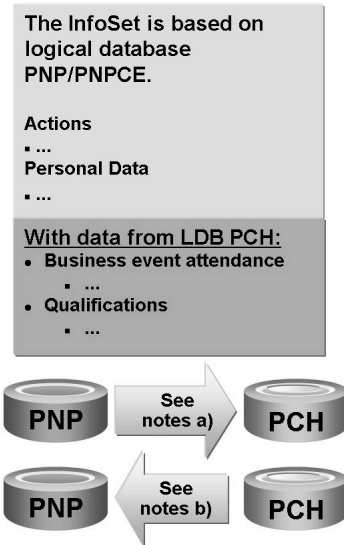 The InfoSet is based on
logical database
PNP/PNPCE.
Actions
▪ ...
Personal Data
▪ ...
With data from LDB PCH:
• Business event attendance
▪ ...
• Qualifications
▪ ...
PNP
See
notes a)
PCH
PNP
See
notes b)
PCH